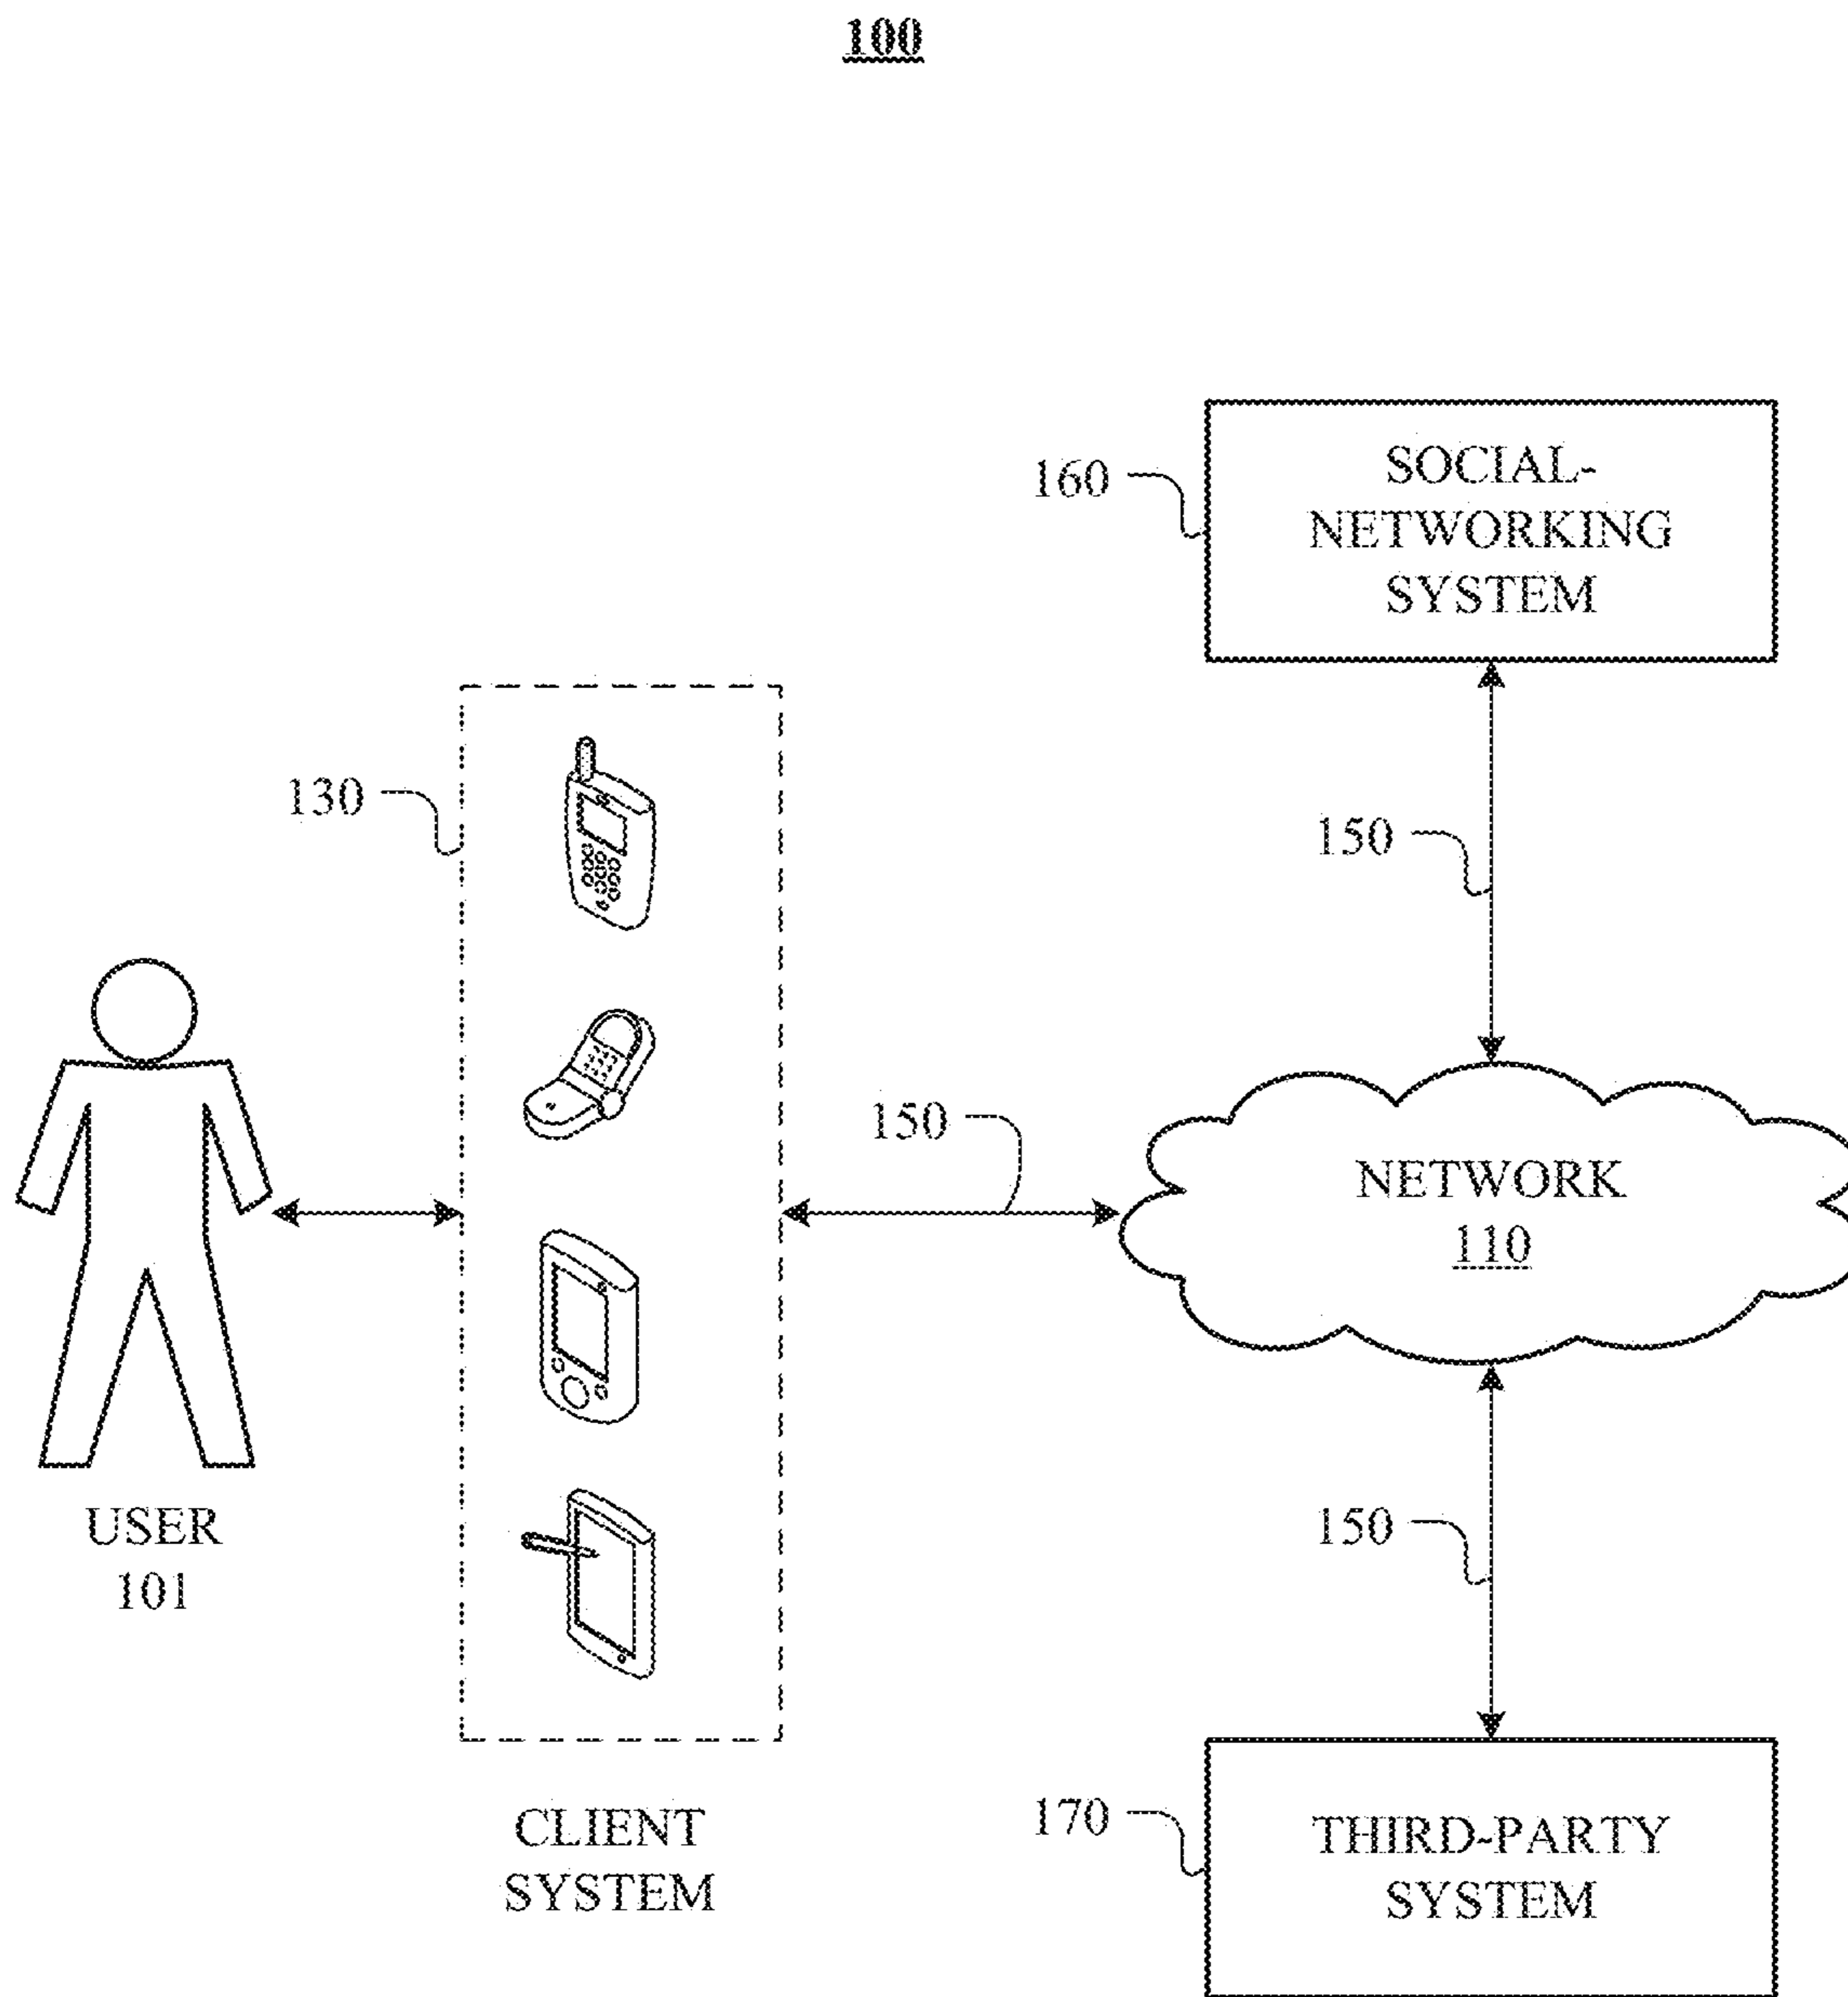 100
160
SOCIAL-
NETWORKING
SYSTEM
130
150
150
NETWORK
110
USER
101
150
CLIENT
SYSTEM
170
THIRD-PARTY
SYSTEM